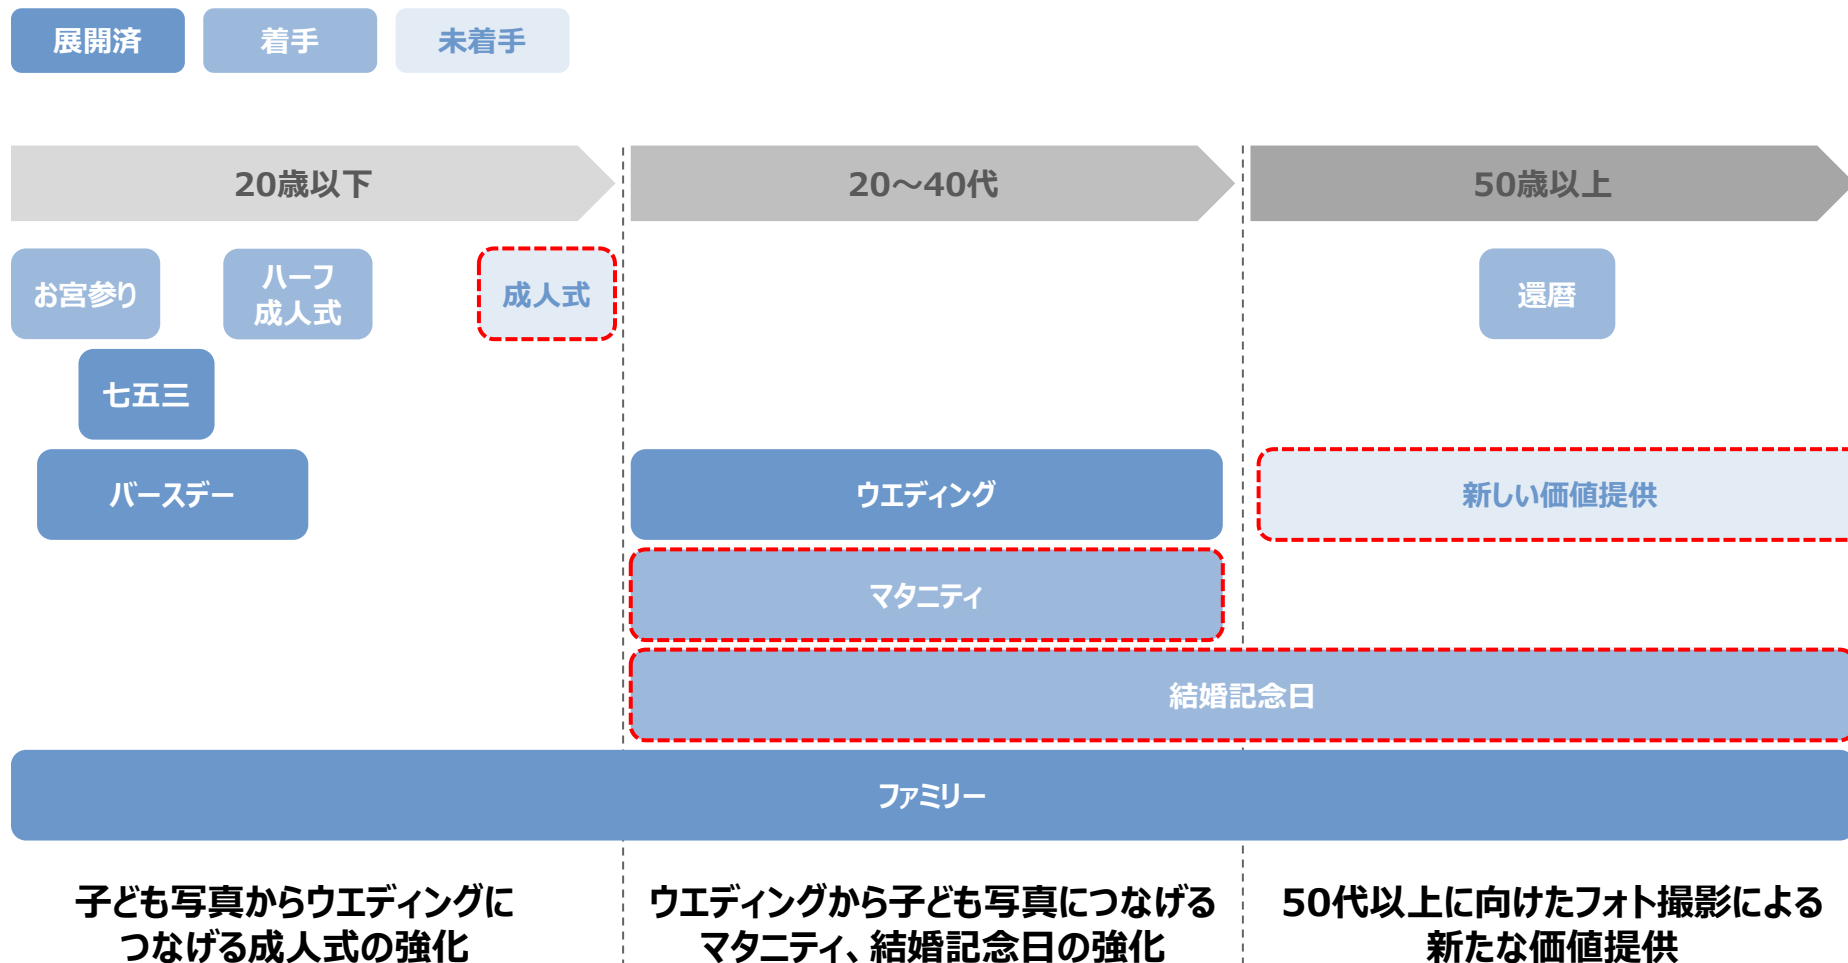 展開済
着手
未着手
20歳以下
20～40代
50歳以上
お宮参り
ハーフ
成人式
成人式
還暦
七五三
バースデー
ウエディング
新しい価値提供
マタニティ
結婚記念日
ファミリー
子ども写真からウエディングに
つなげる成人式の強化
ウエディングから子ども写真につなげる
マタニティ、結婚記念日の強化
50代以上に向けたフォト撮影による
新たな価値提供